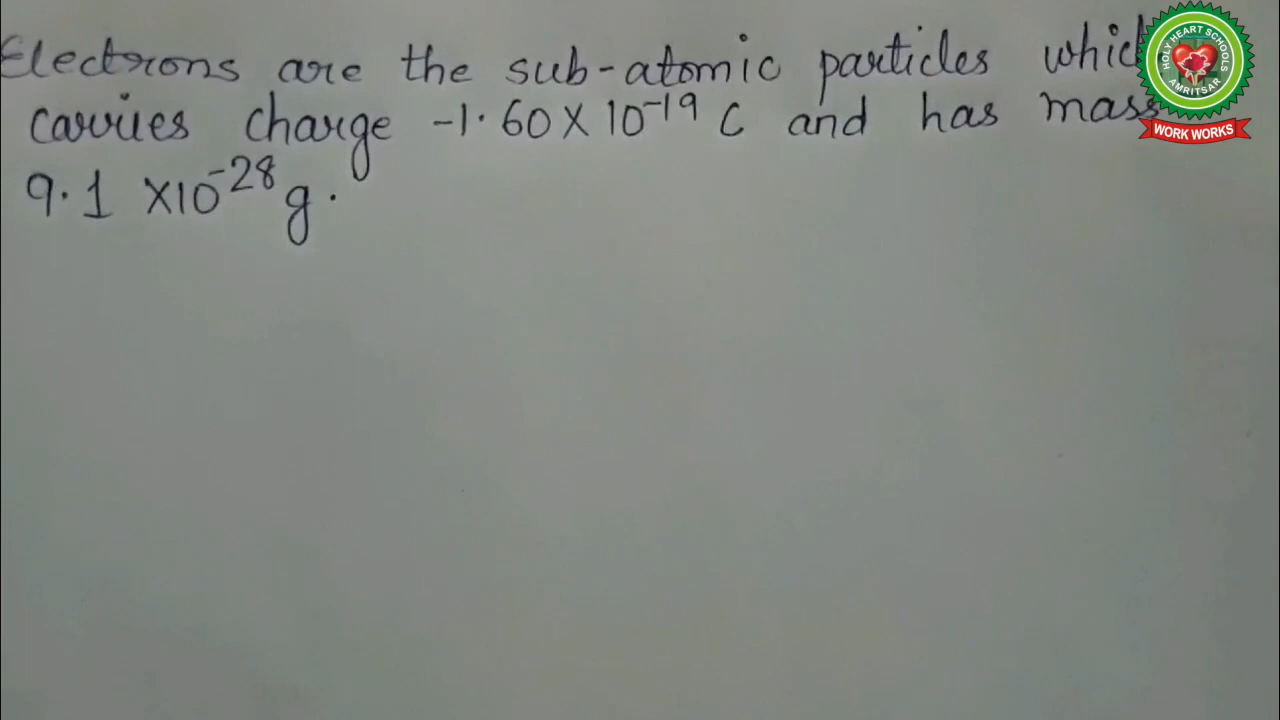 Electrons are the sub-atomic particles which
carries charge -1.60 X 10⁻¹⁹ C and has mass
9.1 X10⁻²⁸ g.
HOLY HEART SCHOOLS
AMRITSAR
WORK WORKS